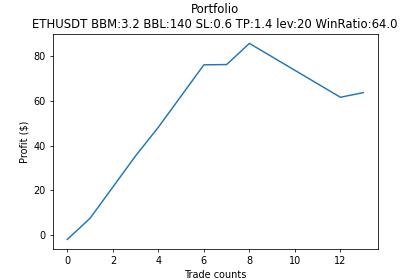 Portfolio
ETHUSDT BBM:3.2 BBL:140 SL:0.6 TP:1.4 lev:20 WinRatio:64.0
80
60
40
20
0
Profit ($)
0 2 4 6 8 10 12
Trade counts